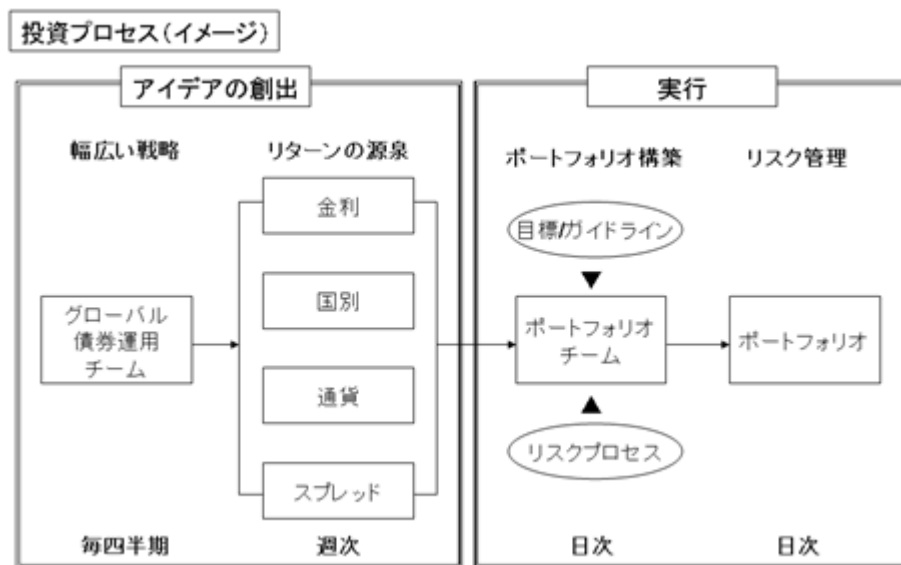 投資プロセス(イメージ)
アイデアの創出
実行
幅広い戦略
リターンの源泉
ポートフォリオ構築
リスク管理
金利
国別
通貨
スプレッド
グローバル
債券運用
チーム
目標/ガイドライン
ポートフォリオ
チーム
リスクプロセス
ポートフォリオ
毎四半期
週次
日次
日次